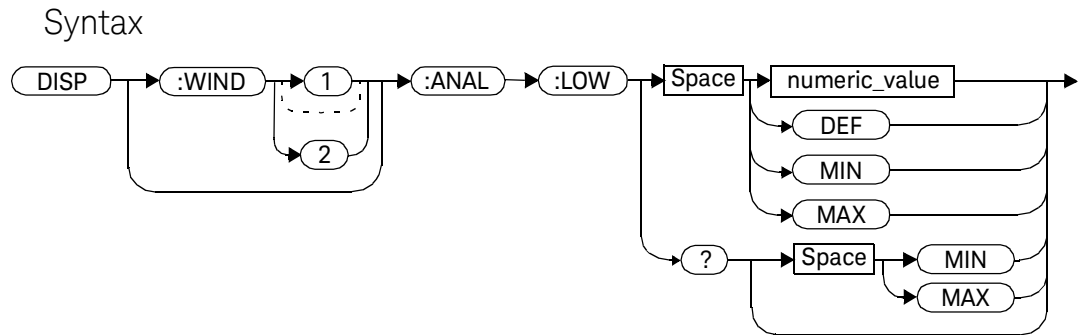 Syntax
DISP :WIND 1 :ANAL :LOW Space numeric_value
DEF
2 MIN
MAX
? Space MIN
MAX